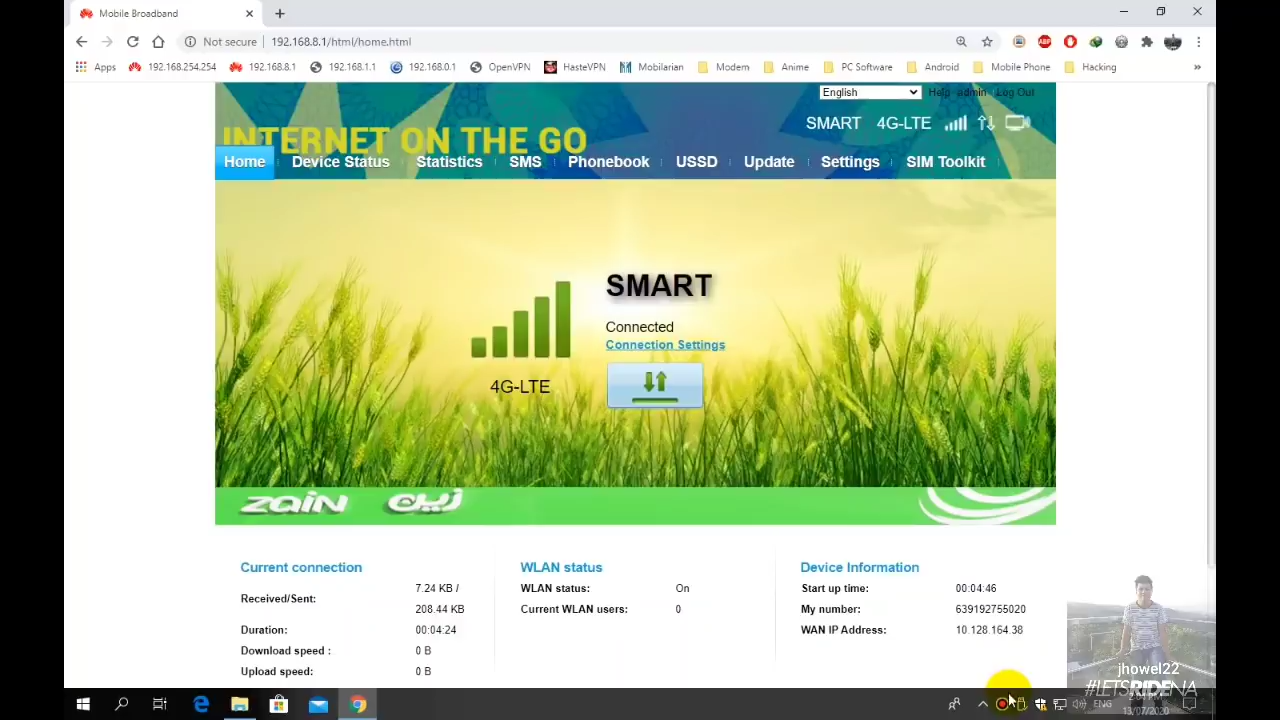 Mobile Broadband
Not secure 192.168.8.1/html/home.html
Apps 192.168.254.254 192.168.8.1 192.168.1.1 192.168.0.1 OpenVPN HasteVPN Mobilarian Modem Anime PC Software Android Mobile Phone Hacking »
English Help admin Log Out
SMART 4G-LTE
INTERNET ON THE GO
Home Device Status Statistics SMS Phonebook USSD Update Settings SIM Toolkit
SMART
Connected
Connection Settings
4G-LTE
zain زين
Current connection WLAN status Device Information
7.24 KB / WLAN status: On Start up time: 00:04:46
Received/Sent:
208.44 KB Current WLAN users: 0 My number: 639192755020
Duration: 00:04:24 WAN IP Address: 10.128.164.38
Download speed : 0 B
Upload speed: 0 B
jhowel22
#LETSRIDENA
ENG
13/07/2020